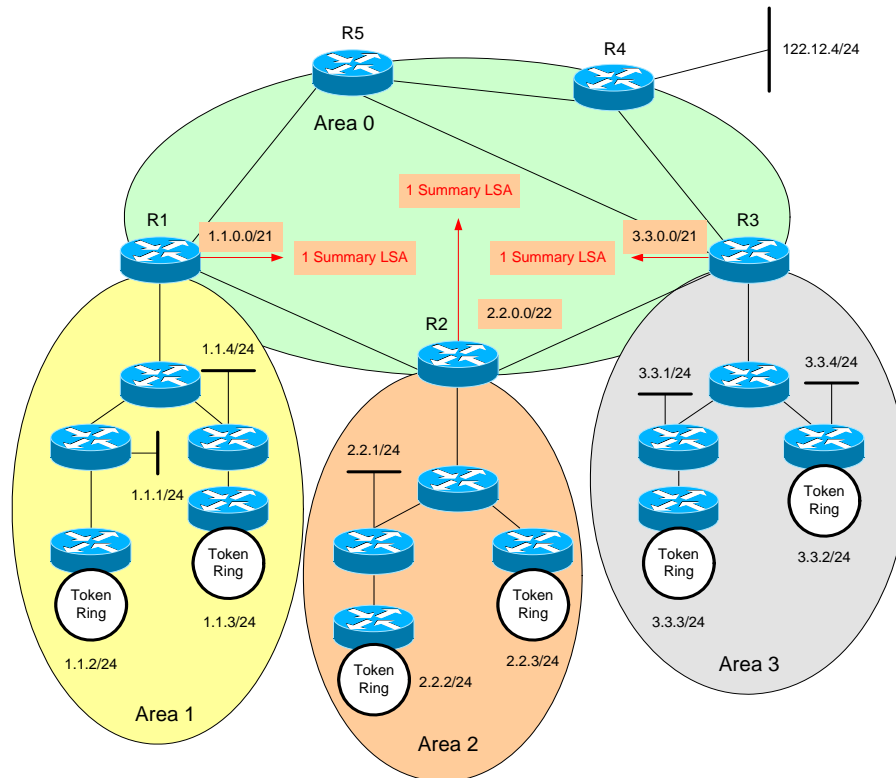 R5
R4
122.12.4/24
Area 0
1 Summary LSA
R1
R3
1.1.0.0/21
3.3.0.0/21
1 Summary LSA
1 Summary LSA
2.2.0.0/22
R2
1.1.4/24
3.3.1/24
3.3.4/24
2.2.1/24
1.1.1/24
Token
Ring
3.3.2/24
Token
Ring
1.1.3/24
Token
Ring
1.1.2/24
Token
Ring
3.3.3/24
Token
Ring
2.2.3/24
Token
Ring
2.2.2/24
Area 3
Area 1
Area 2